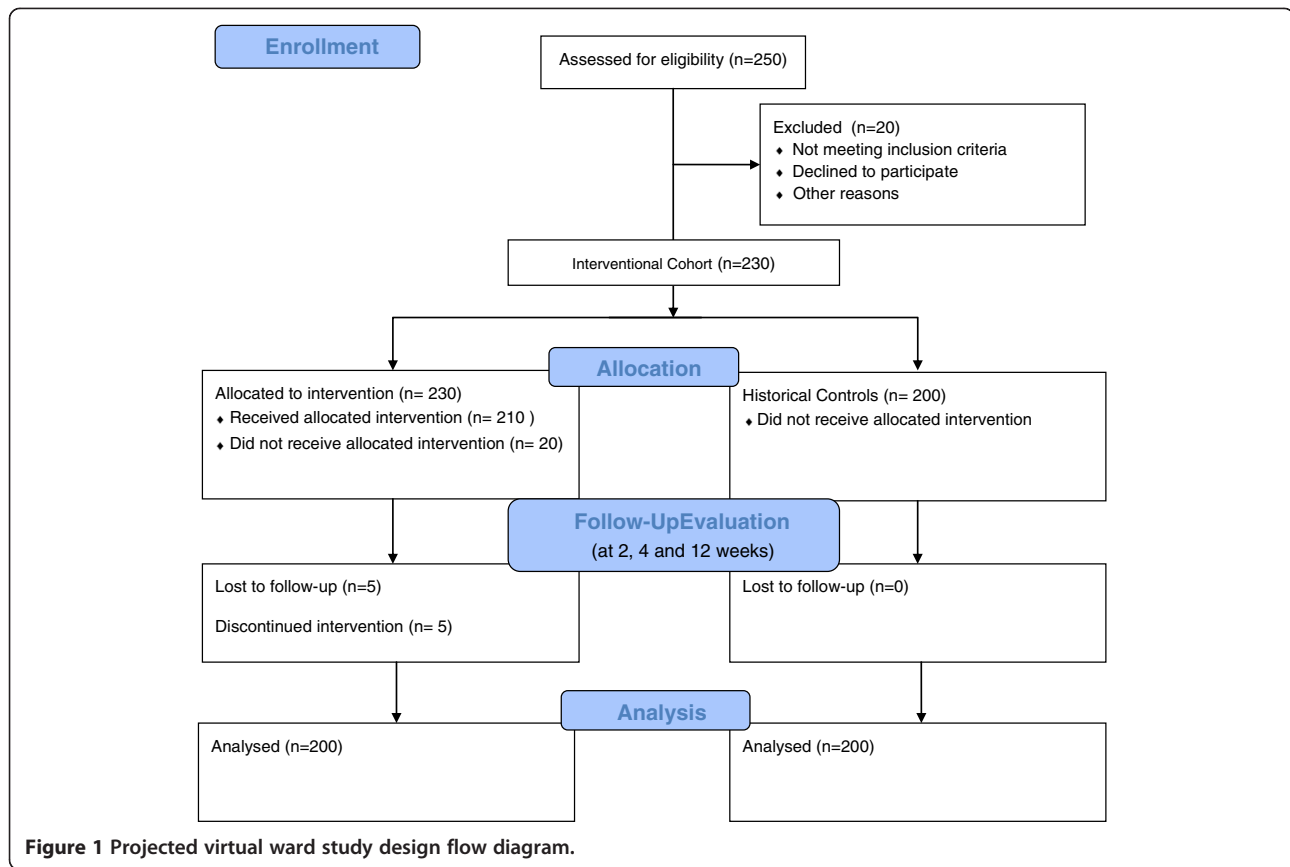 Enrollment
Assessed for eligibility (n=250)
Excluded (n=20)
♦ Not meeting inclusion criteria
♦ Declined to participate
♦ Other reasons
Interventional Cohort (n=230)
Allocation
Allocated to intervention (n= 230)
♦ Received allocated intervention (n= 210 )
♦ Did not receive allocated intervention (n= 20)
Historical Controls (n= 200)
♦ Did not receive allocated intervention
Follow-UpEvaluation
(at 2, 4 and 12 weeks)
Lost to follow-up (n=5)
Discontinued intervention (n= 5)
Lost to follow-up (n=0)
Analysis
Analysed (n=200)
Analysed (n=200)
Figure 1 Projected virtual ward study design flow diagram.